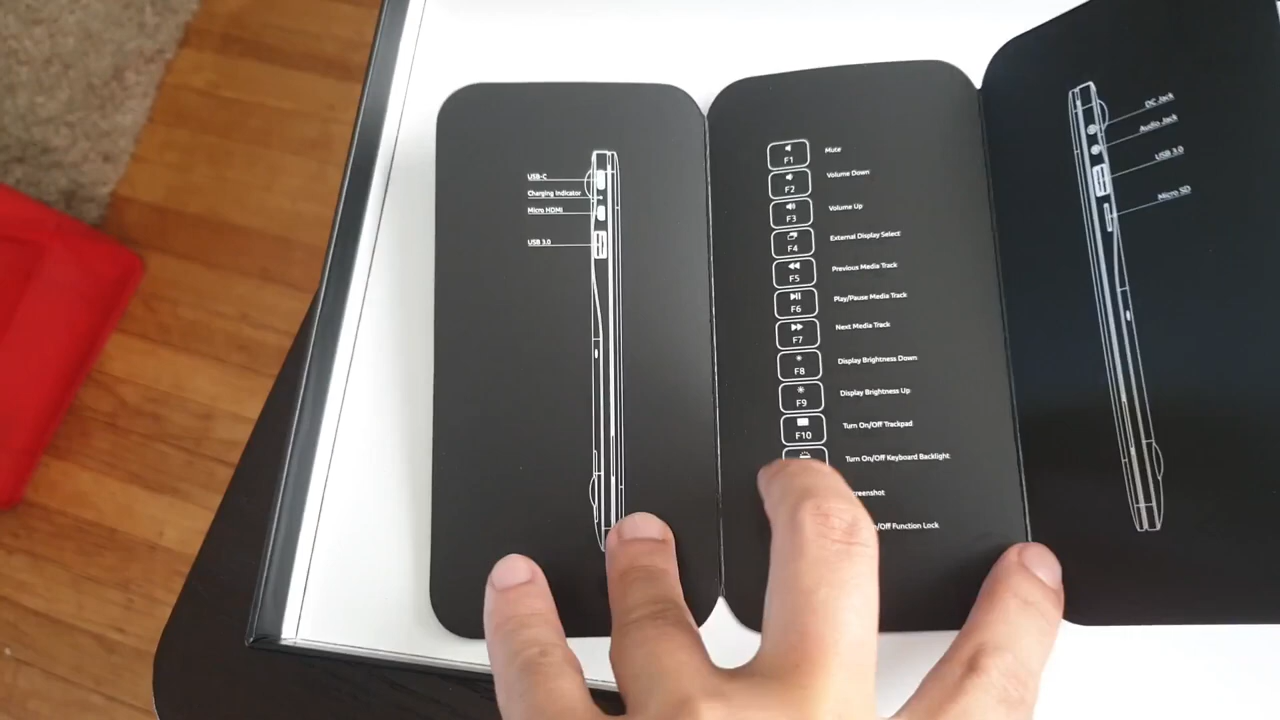 USB-C
Charging Indicator
Micro HDMI
USB 3.0
F1 Mute
F2 Volume Down
F3 Volume Up
F4 External Display Select
F5 Previous Media Track
F6 Play/Pause Media Track
F7 Next Media Track
F8 Display Brightness Down
F9 Display Brightness Up
F10 Turn On/Off Trackpad
Turn On/Off Keyboard Backlight
creenshot
n/Off Function Lock
DC Jack
Audio Jack
USB 3.0
Micro SD